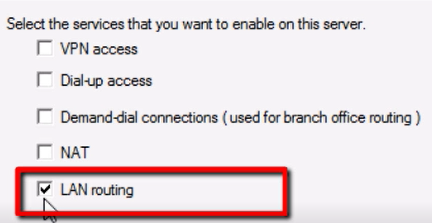 Select the services that you want to enable on this server.
VPN access
Dial-up access
Demand-dial connections ( used for branch office routing )
NAT
LAN routing